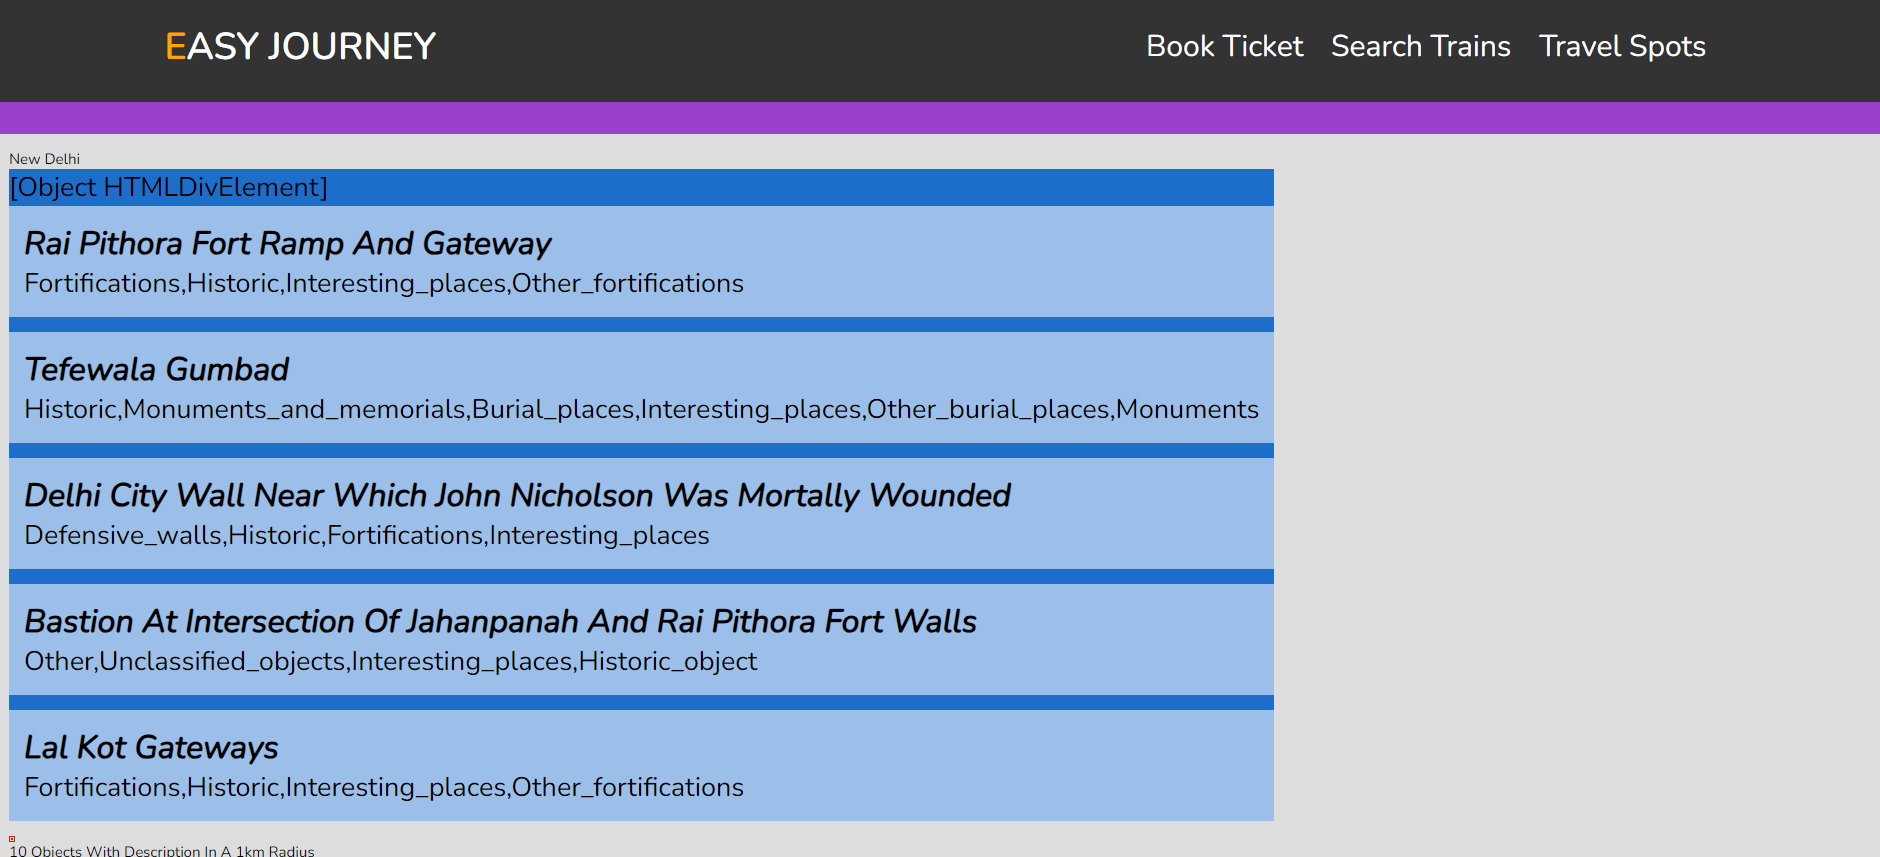 EASY JOURNEY
Book Ticket Search Trains Travel Spots
New Delhi
[Object HTMLDivElement]
Rai Pithora Fort Ramp And Gateway
Fortifications,Historic,Interesting_places,Other_fortifications
Tefewala Gumbad
Historic,Monuments_and_memorials,Burial_places,Interesting_places,Other_burial_places,Monuments
Delhi City Wall Near Which John Nicholson Was Mortally Wounded
Defensive_walls,Historic,Fortifications,Interesting_places
Bastion At Intersection Of Jahanpanah And Rai Pithora Fort Walls
Other,Unclassified_objects,Interesting_places,Historic_object
Lal Kot Gateways
Fortifications,Historic,Interesting_places,Other_fortifications
10 Objects With Description In A 1km Radius